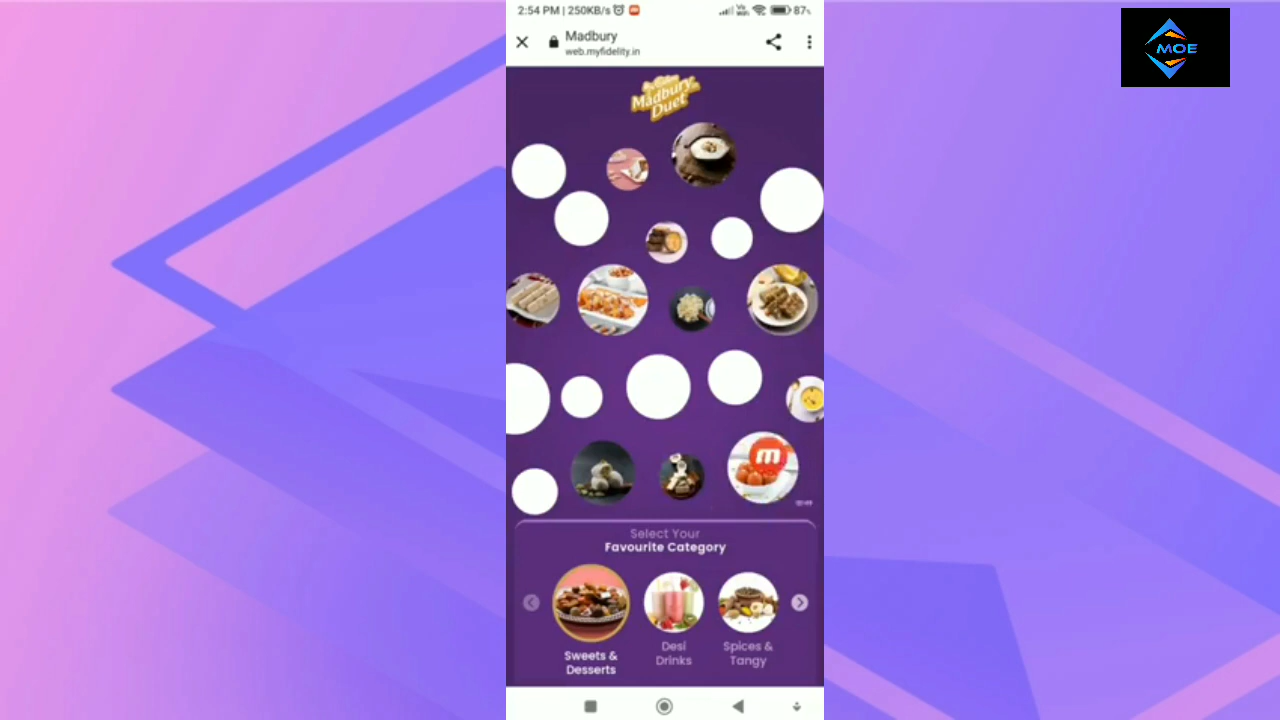 2:54 PM | 250KB/s
87%
Madbury
web.myfidelity.in
MOE
Madbury
Duet
m
Select Your
Favourite Category
Sweets &
Desserts
Desi
Drinks
Spices &
Tangy